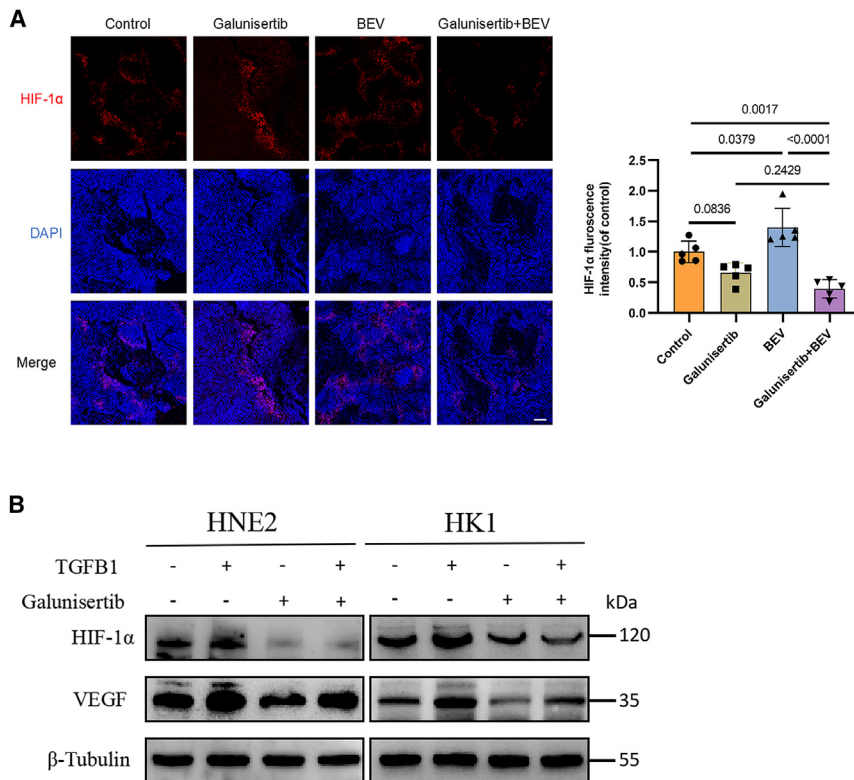 A
Control Galunisertib BEV Galunisertib+BEV
HIF-1α
DAPI
Merge
0.0017
0.0379 <0.0001
0.2429
0.0836
HIF-1α fluroscence
intensity(of control)
2.5
2.0
1.5
1.0
0.5
0.0
Control
Galunisertib
BEV
Galunisertib+BEV
B
HNE2 HK1
TGFB1 - + - + - + - +
Galunisertib - - + + - - + + kDa
HIF-1α 120
VEGF 35
β-Tubulin 55